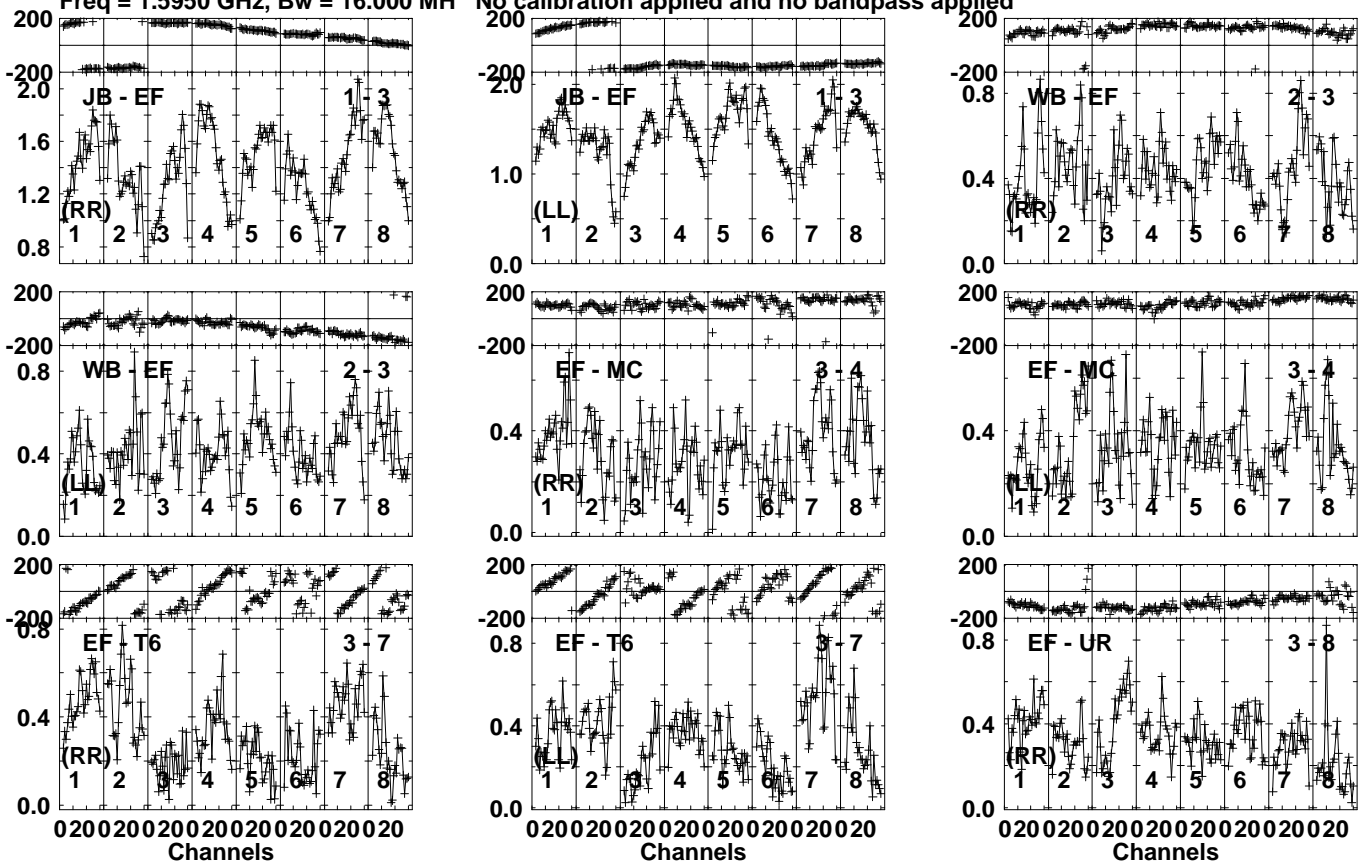 Freq = 1.5950 GHz, Bw = 16.000 MH   No calibration applied and no bandpass applied
200 200 200
-200 -200 -200
JB - EF 1 - 3 JB - EF 1 - 3 WB - EF 2 - 3
2.0 2.0 0.8
1.6
1.2 1.0 0.4
(RR) (LL) (RR)
1 2 3 4 5 6 7 8 1 2 3 4 5 6 7 8 1 2 3 4 5 6 7 8
0.8 0.0 0.0
200 200 200
-200 -200 -200
WB - EF 2 - 3 EF - MC 3 - 4 EF - MC 3 - 4
0.8
0.4 0.4 0.4
(LL) (RR) (LL)
1 2 3 4 5 6 7 8 1 2 3 4 5 6 7 8 1 2 3 4 5 6 7 8
0.0 0.0 0.0
200 200 200
-200 -200 -200
0.8 0.8 0.8
EF - T6 3 - 7 EF - T6 3 - 7 EF - UR 3 - 8
0.4 0.4 0.4
(RR) (LL) (RR)
1 2 3 4 5 6 7 8 1 2 3 4 5 6 7 8 1 2 3 4 5 6 7 8
0.0 0.0 0.0
0 20 0 20 0 20 0 20 0 20 0 20 0 20 0 20 0 20 0 20 0 20 0 20 0 20 0 20 0 20 0 20 0 20 0 20 0 20 0 20 0 20 0 20 0 20 0 20
Channels Channels Channels